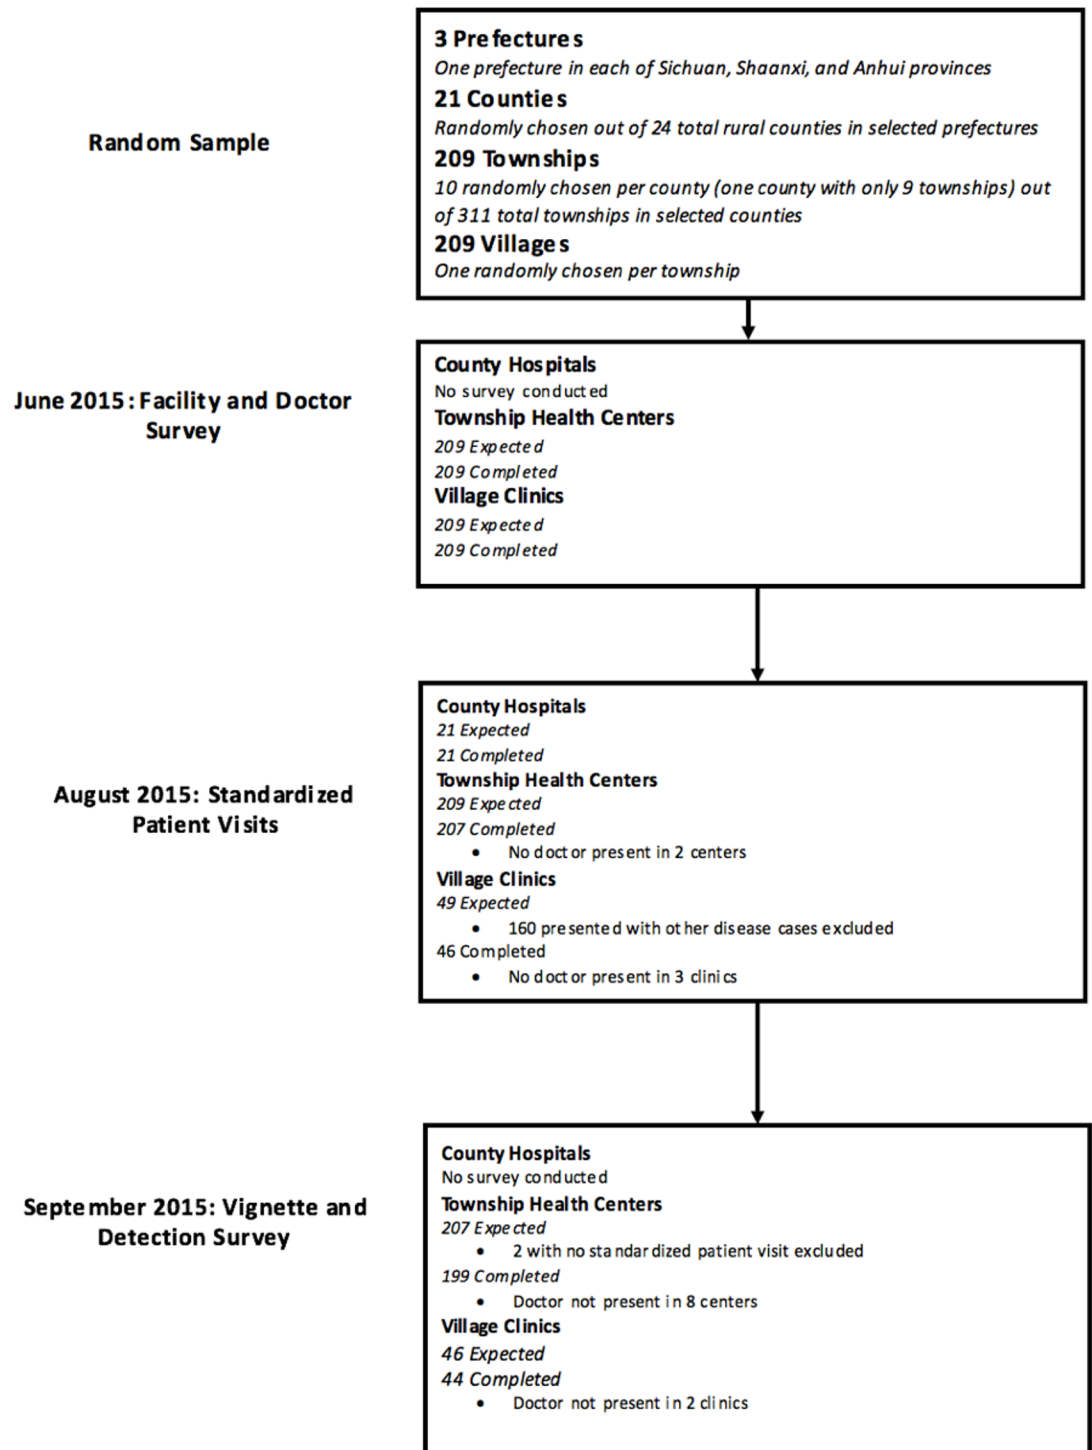 Random Sample
3 Prefectures
One prefecture in each of Sichuan, Shaanxi, and Anhui provinces
21 Counties
Randomly chosen out of 24 total rural counties in selected prefectures
209 Townships
10 randomly chosen per county (one county with only 9 townships) out
of 311 total townships in selected counties
209 Villages
One randomly chosen per township
June 2015: Facility and Doctor
Survey
County Hospitals
No survey conducted
Township Health Centers
209 Expected
209 Completed
Village Clinics
209 Expected
209 Completed
August 2015: Standardized
Patient Visits
County Hospitals
21 Expected
21 Completed
Township Health Centers
209 Expected
207 Completed
• No doctor present in 2 centers
Village Clinics
49 Expected
• 160 presented with other disease cases excluded
46 Completed
• No doctor present in 3 clinics
September 2015: Vignette and
Detection Survey
County Hospitals
No survey conducted
Township Health Centers
207 Expected
• 2 with no standardized patient visit excluded
199 Completed
• Doctor not present in 8 centers
Village Clinics
46 Expected
44 Completed
• Doctor not present in 2 clinics